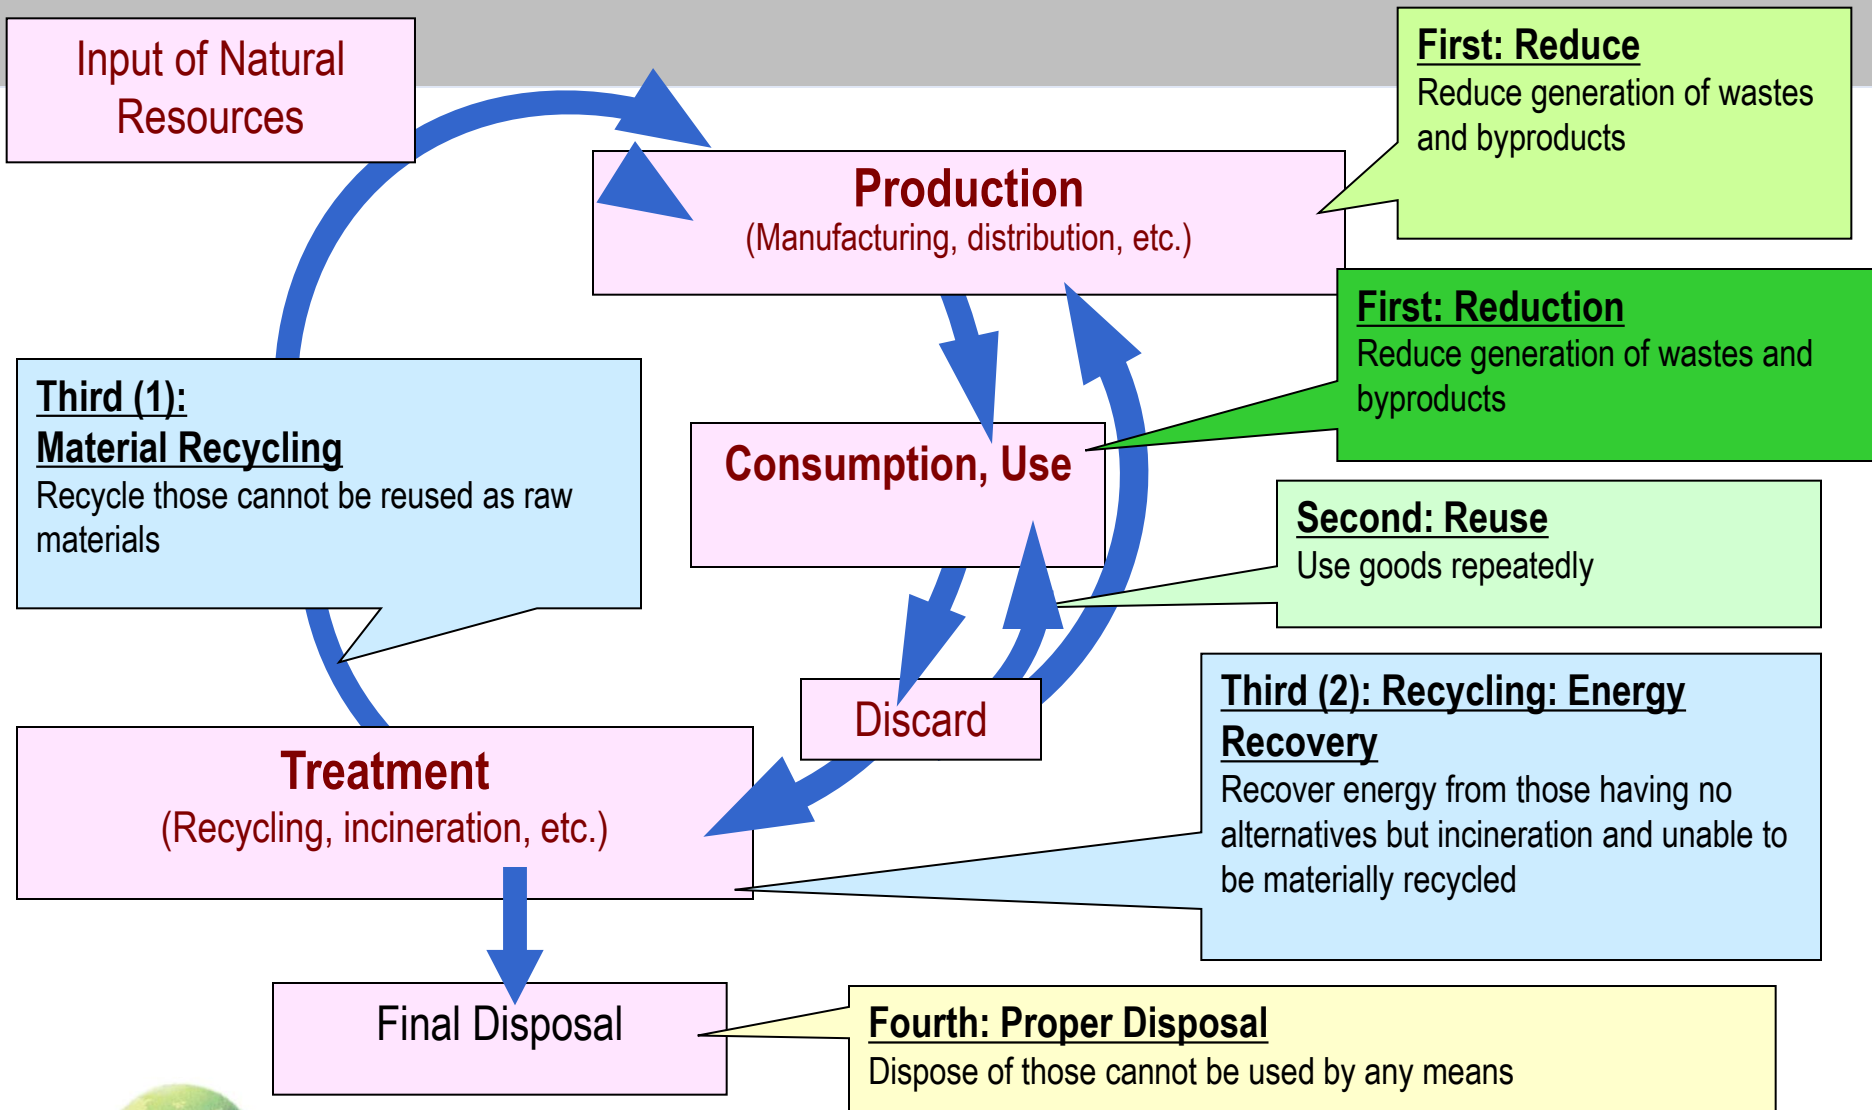 Input of Natural
Resources
First: Reduce
Reduce generation of wastes
and byproducts
Production
(Manufacturing, distribution, etc.)
First: Reduction
Reduce generation of wastes and
byproducts
Third (1):
Material Recycling
Recycle those cannot be reused as raw
materials
Consumption, Use
Second: Reuse
Use goods repeatedly
Discard
Third (2): Recycling: Energy
Recovery
Recover energy from those having no
alternatives but incineration and unable to
be materially recycled
Treatment
(Recycling, incineration, etc.)
Final Disposal
Fourth: Proper Disposal
Dispose of those cannot be used by any means